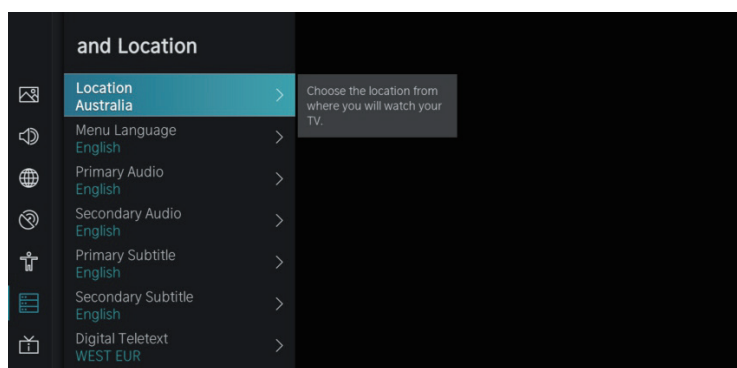 and Location
Location
Australia
Choose the location from
where you will watch your
TV.
Menu Language
English
Primary Audio
English
Secondary Audio
English
Primary Subtitle
English
Secondary Subtitle
English
Digital Teletext
WEST EUR